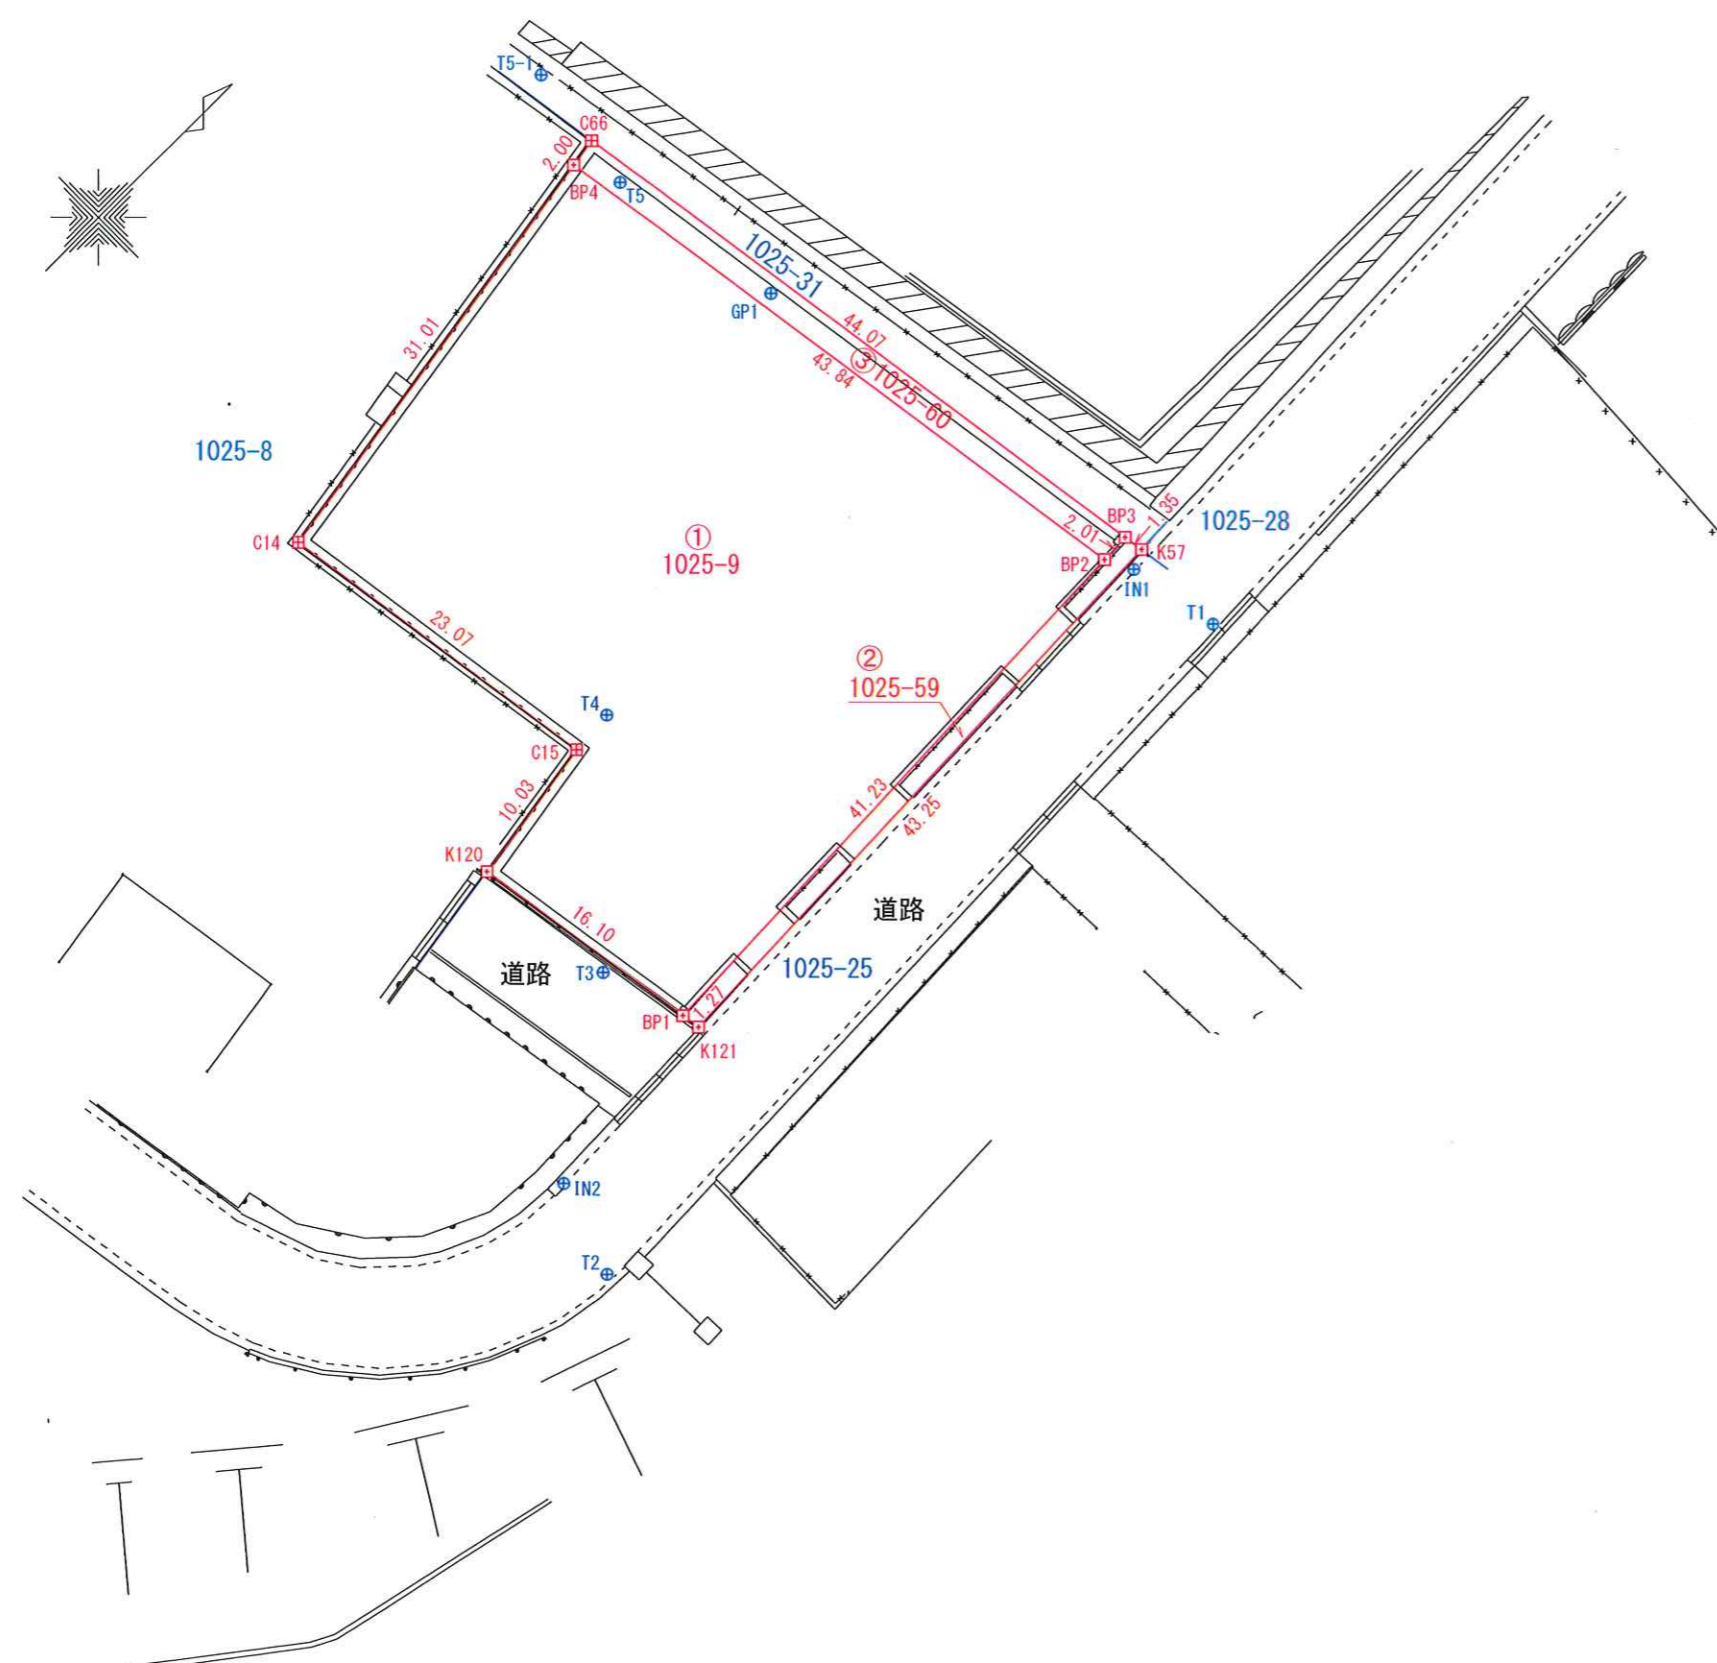 T5-1
C66
2.00
BP4
T5
1025-31
GP1
44.07
31.01
43.84
③1025-60
1025-8
1.35
BP3
1025-28
2.01
K57
C14
①
1025-9
BP2
IN1
T1
23.07
②
1025-59
T4
C15
10.03
41.23
43.25
K120
道路
16.10
道路
T3
1025-25
1.27
BP1
K121
IN2
T2